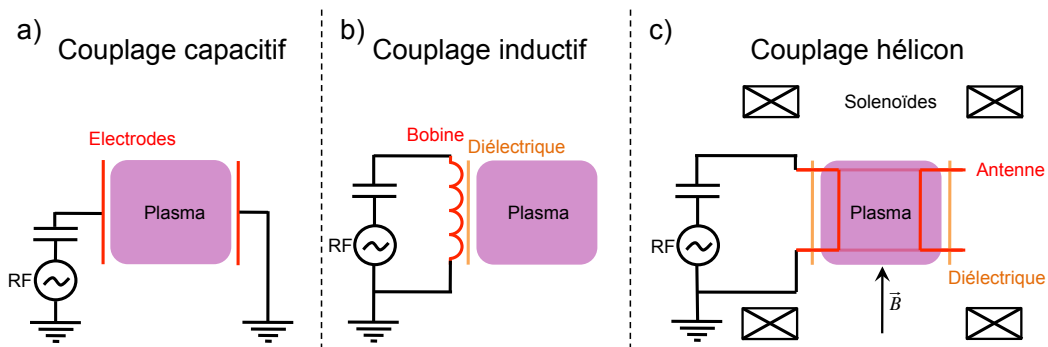 a)
Couplage capacitif
Electrodes
Plasma
RF
b)
Couplage inductif
Bobine
Diélectrique
Plasma
RF
c)
Couplage hélicon
Solenoïdes
Antenne
Plasma
RF
Diélectrique
B⃗